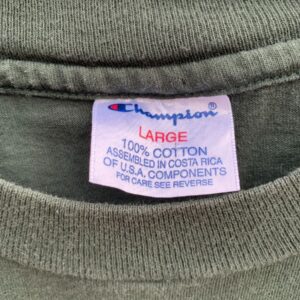 Champion
LARGE
100% COTTON
ASSEMBLED IN COSTA RICA
OF U.S.A. COMPONENTS
FOR CARE SEE REVERSE